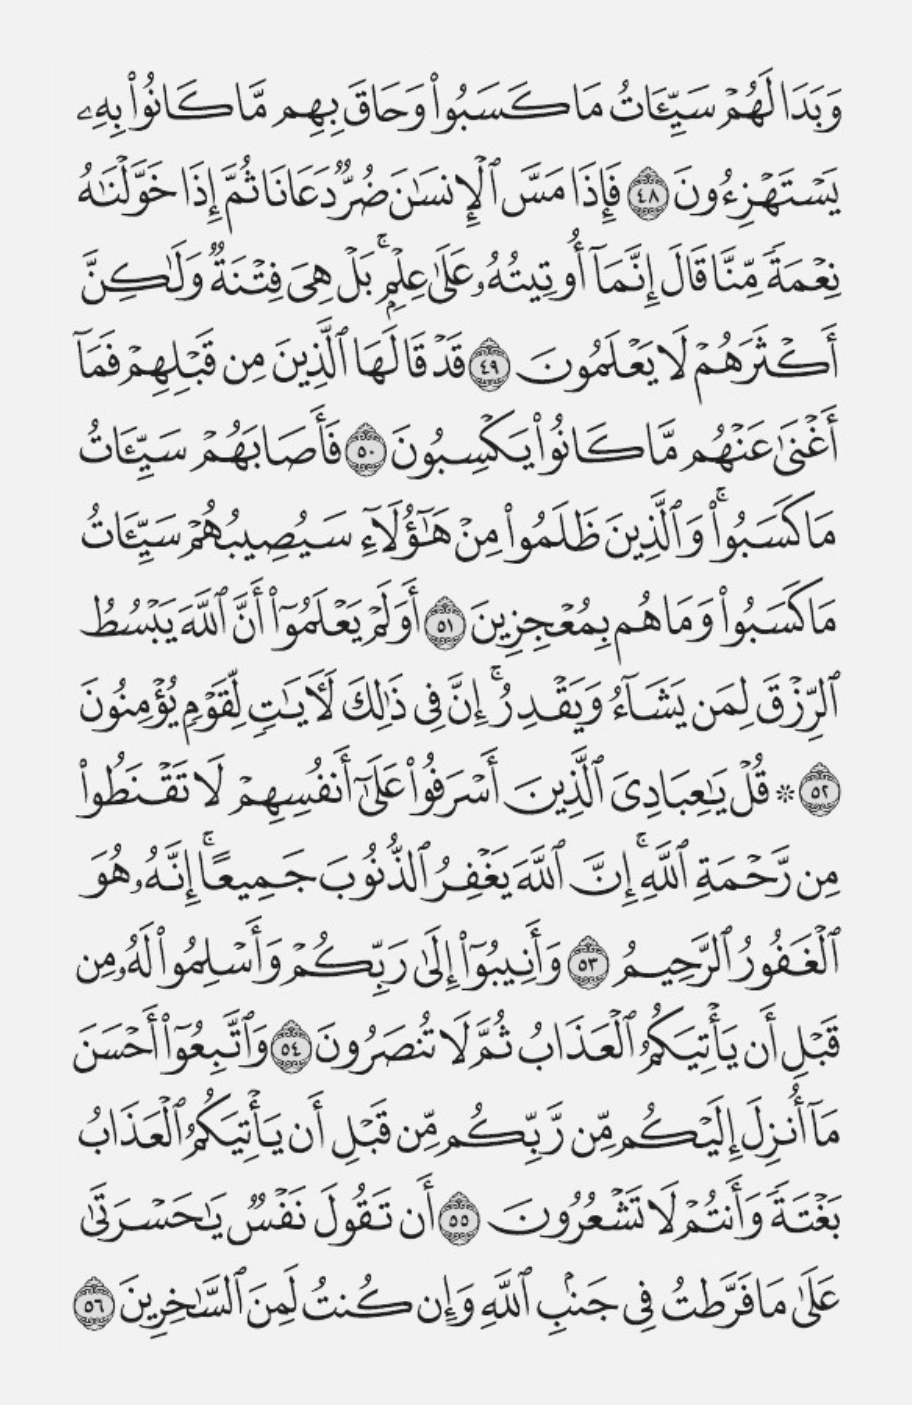 وَبَدَا لَهُمۡ سَيِّـَٔاتُ مَا كَسَبُواْ وَحَاقَ بِهِم مَّا كَانُواْ بِهِۦ
يَسۡتَهۡزِءُونَ ٤٨ فَإِذَا مَسَّ ٱلۡإِنسَٰنَ ضُرّٞ دَعَانَا ثُمَّ إِذَا خَوَّلۡنَٰهُ
نِعۡمَةٗ مِّنَّا قَالَ إِنَّمَآ أُوتِيتُهُۥ عَلَىٰ عِلۡمِۭۚ بَلۡ هِيَ فِتۡنَةٞ وَلَٰكِنَّ
أَكۡثَرَهُمۡ لَا يَعۡلَمُونَ ٤٩ قَدۡ قَالَهَا ٱلَّذِينَ مِن قَبۡلِهِمۡ فَمَآ
أَغۡنَىٰ عَنۡهُم مَّا كَانُواْ يَكۡسِبُونَ ٥٠ فَأَصَابَهُمۡ سَيِّـَٔاتُ
مَا كَسَبُواْۚ وَٱلَّذِينَ ظَلَمُواْ مِنۡ هَٰٓؤُلَآءِ سَيُصِيبُهُمۡ سَيِّـَٔاتُ
مَا كَسَبُواْ وَمَا هُم بِمُعۡجِزِينَ ٥١ أَوَلَمۡ يَعۡلَمُوٓاْ أَنَّ ٱللَّهَ يَبۡسُطُ
ٱلرِّزۡقَ لِمَن يَشَآءُ وَيَقۡدِرُۚ إِنَّ فِي ذَٰلِكَ لَأٓيَٰتٖ لِّقَوۡمٖ يُؤۡمِنُونَ
٥٢ ۞ قُلۡ يَٰعِبَادِيَ ٱلَّذِينَ أَسۡرَفُواْ عَلَىٰٓ أَنفُسِهِمۡ لَا تَقۡنَطُواْ
مِن رَّحۡمَةِ ٱللَّهِۚ إِنَّ ٱللَّهَ يَغۡفِرُ ٱلذُّنُوبَ جَمِيعًاۚ إِنَّهُۥ هُوَ
ٱلۡغَفُورُ ٱلرَّحِيمُ ٥٣ وَأَنِيبُوٓاْ إِلَىٰ رَبِّكُمۡ وَأَسۡلِمُواْ لَهُۥ مِن
قَبۡلِ أَن يَأۡتِيَكُمُ ٱلۡعَذَابُ ثُمَّ لَا تُنصَرُونَ ٥٤ وَٱتَّبِعُوٓاْ أَحۡسَنَ
مَآ أُنزِلَ إِلَيۡكُم مِّن رَّبِّكُم مِّن قَبۡلِ أَن يَأۡتِيَكُمُ ٱلۡعَذَابُ
بَغۡتَةٗ وَأَنتُمۡ لَا تَشۡعُرُونَ ٥٥ أَن تَقُولَ نَفۡسٞ يَٰحَسۡرَتَىٰ
عَلَىٰ مَا فَرَّطتُ فِي جَنۢبِ ٱللَّهِ وَإِن كُنتُ لَمِنَ ٱلسَّٰخِرِينَ ٥٦